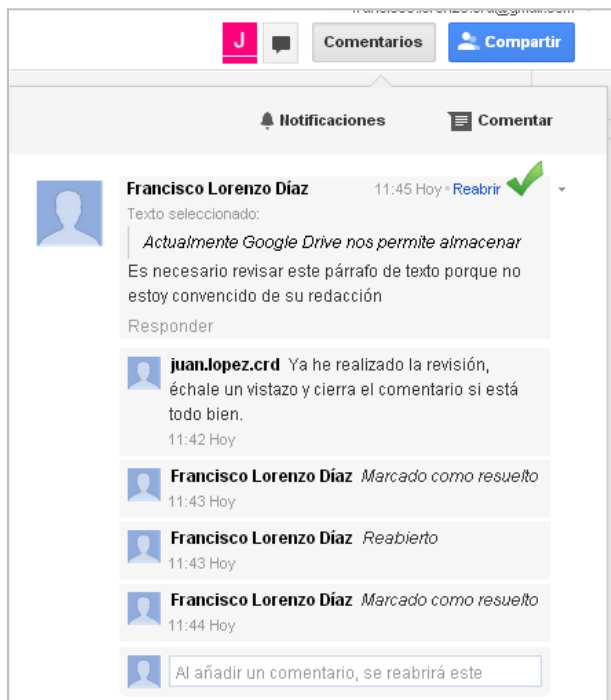 J Comentarios Compartir
Notificaciones Comentar
Francisco Lorenzo Díaz 11:45 Hoy • Reabrir
Texto seleccionado:
Actualmente Google Drive nos permite almacenar
Es necesario revisar este párrafo de texto porque no
estoy convencido de su redacción
Responder
juan.lopez.crd Ya he realizado la revisión,
échale un vistazo y cierra el comentario si está
todo bien.
11:42 Hoy
Francisco Lorenzo Díaz Marcado como resuelto
11:43 Hoy
Francisco Lorenzo Díaz Reabierto
11:43 Hoy
Francisco Lorenzo Díaz Marcado como resuelto
11:44 Hoy
Al añadir un comentario, se reabrirá este